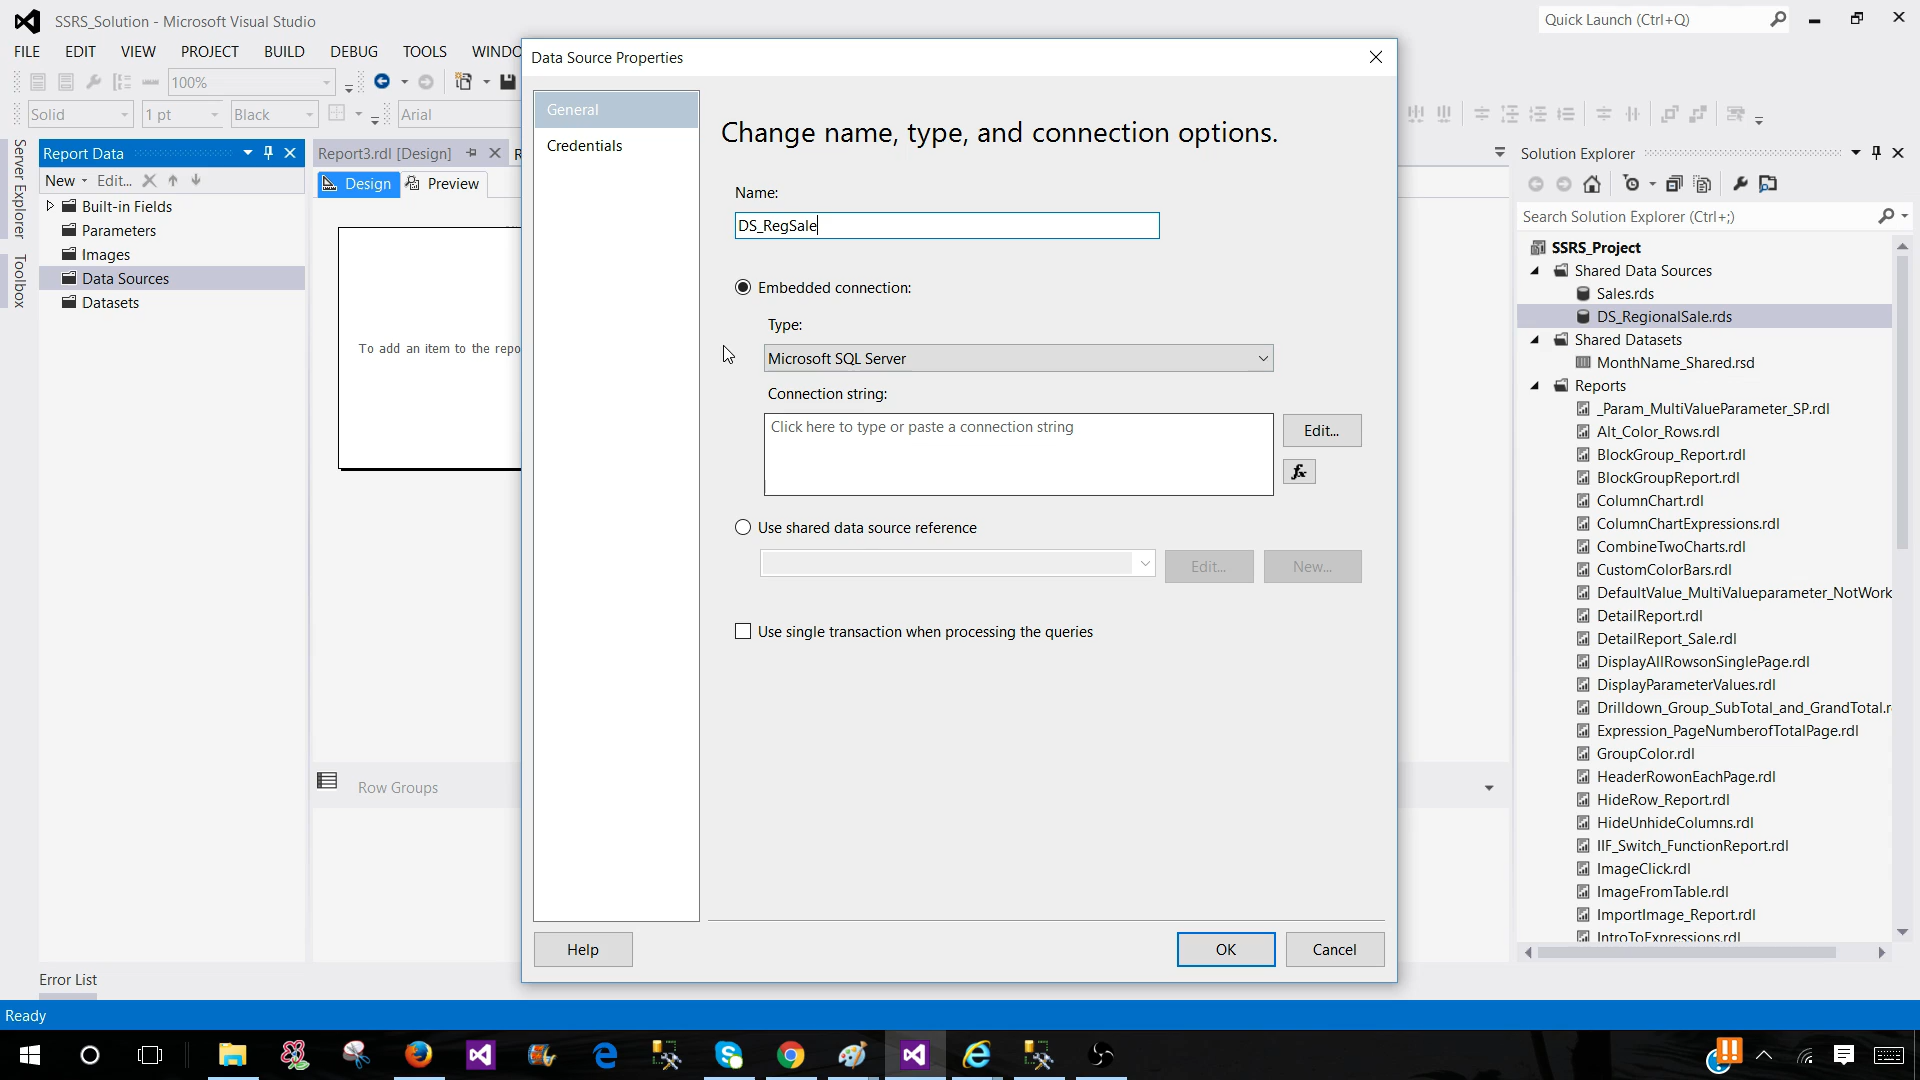 SSRS_Solution - Microsoft Visual Studio
Quick Launch (Ctrl+Q)
FILE EDIT VIEW PROJECT BUILD DEBUG TOOLS WINDO
100%
Solid 1 pt Black Arial
Server Explorer
Toolbox
Report Data
New Edit...
Built-in Fields
Parameters
Images
Data Sources
Datasets
Report3.rdl [Design] R
Design Preview
To add an item to the repo
Row Groups
Error List
Ready
Data Source Properties
General
Credentials
Change name, type, and connection options.
Name:
DS_RegSale
Embedded connection:
Type:
Microsoft SQL Server
Connection string:
Click here to type or paste a connection string
Edit...
fx
Use shared data source reference
Edit... New...
Use single transaction when processing the queries
Help OK Cancel
Solution Explorer
Search Solution Explorer (Ctrl+;)
SSRS_Project
Shared Data Sources
Sales.rds
DS_RegionalSale.rds
Shared Datasets
MonthName_Shared.rsd
Reports
_Param_MultiValueParameter_SP.rdl
Alt_Color_Rows.rdl
BlockGroup_Report.rdl
BlockGroupReport.rdl
ColumnChart.rdl
ColumnChartExpressions.rdl
CombineTwoCharts.rdl
CustomColorBars.rdl
DefaultValue_MultiValueparameter_NotWork
DetailReport.rdl
DetailReport_Sale.rdl
DisplayAllRowsonSinglePage.rdl
DisplayParameterValues.rdl
Drilldown_Group_SubTotal_and_GrandTotal.r
Expression_PageNumberofTotalPage.rdl
GroupColor.rdl
HeaderRowonEachPage.rdl
HideRow_Report.rdl
HideUnhideColumns.rdl
IIF_Switch_FunctionReport.rdl
ImageClick.rdl
ImageFromTable.rdl
ImportImage_Report.rdl
IntroToExpressions.rdl